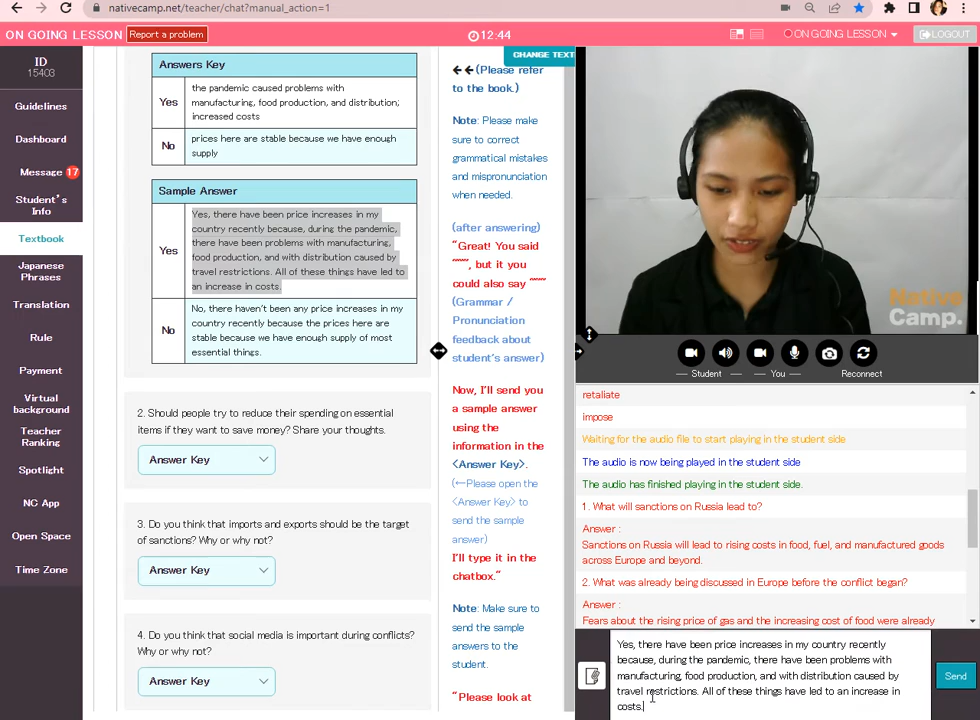 nativecamp.net/teacher/chat?manual_action=1
ON GOING LESSON
Report a problem
12:44
ON GOING LESSON
LOGOUT
ID
15403
Guidelines
Dashboard
Message 17
Student's
Info
Textbook
Japanese
Phrases
Translation
Rule
Payment
Virtual
background
Teacher
Ranking
Spotlight
NC App
Open Space
Time Zone
Answers Key
Yes
the pandemic caused problems with
manufacturing, food production, and distribution;
increased costs
No
prices here are stable because we have enough
supply
Sample Answer
Yes
Yes, there have been price increases in my
country recently because, during the pandemic,
there have been problems with manufacturing,
food production, and with distribution caused by
travel restrictions. All of these things have led to
an increase in costs.
No
No, there haven't been any price increases in my
country recently because the prices here are
stable because we have enough supply of most
essential things.
2. Should people try to reduce their spending on essential
items if they want to save money? Share your thoughts.
Answer Key
3. Do you think that imports and exports should be the target
of sanctions? Why or why not?
Answer Key
4. Do you think that social media is important during conflicts?
Why or why not?
Answer Key
CHANGE TEXT
←←(Please refer
to the book.)
Note: Please make
sure to correct
grammatical mistakes
and mispronunciation
when needed.
(after answering)
"Great! You said
~~~, but it you
could also say ~~~
(Grammar /
Pronunciation
feedback about
student's answer)
Now, I'll send you
a sample answer
using the
information in the
<Answer Key>.
(←Please open the
<Answer Key> to
send the sample
answer)
I'll type it in the
chatbox."
Note: Make sure to
send the sample
answers to the
student.
"Please look at
Native
Camp.
Student
You
Reconnect
retaliate
impose
Waiting for the audio file to start playing in the student side
The audio is now being played in the student side
The audio has finished playing in the student side.
1. What will sanctions on Russia lead to?
Answer :
Sanctions on Russia will lead to rising costs in food, fuel, and manufactured goods
across Europe and beyond.
2. What was already being discussed in Europe before the conflict began?
Answer :
Fears about the rising price of gas and the increasing cost of food were already
Yes, there have been price increases in my country recently
because, during the pandemic, there have been problems with
manufacturing, food production, and with distribution caused by
travel restrictions. All of these things have led to an increase in
costs.
Send